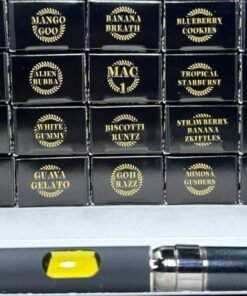 MANGO
GOO
BANANA
BREATH
BLUEBERRY
COOKIES
ALIEN
BUBBA
MAC
1
TROPICAL
STARBURST
WHITE
GUMMY
BISCOTTI
RUNTZ
STRAWBERRY
BANANA
ZKITTLES
GUAVA
GELATO
GOD
RAZZ
MIMOSA
GUSHERS